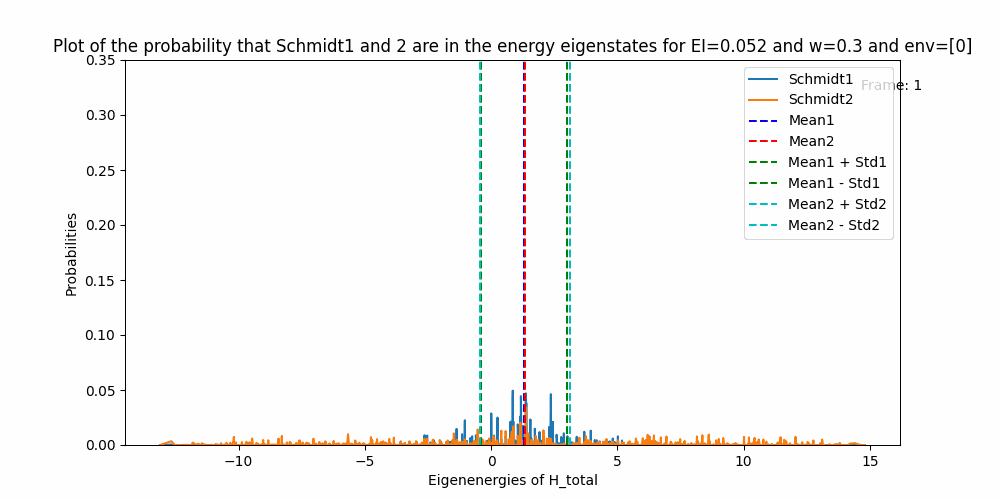 Plot of the probability that Schmidt1 and 2 are in the energy eigenstates for EI=0.052 and w=0.3 and env=[0]
Frame: 1
Schmidt1
Schmidt2
Mean1
Mean2
Mean1 + Std1
Mean1 - Std1
Mean2 + Std2
Mean2 - Std2
Probabilities
0.35
0.30
0.25
0.20
0.15
0.10
0.05
0.00
−10
−5
0
5
10
15
Eigenenergies of H_total